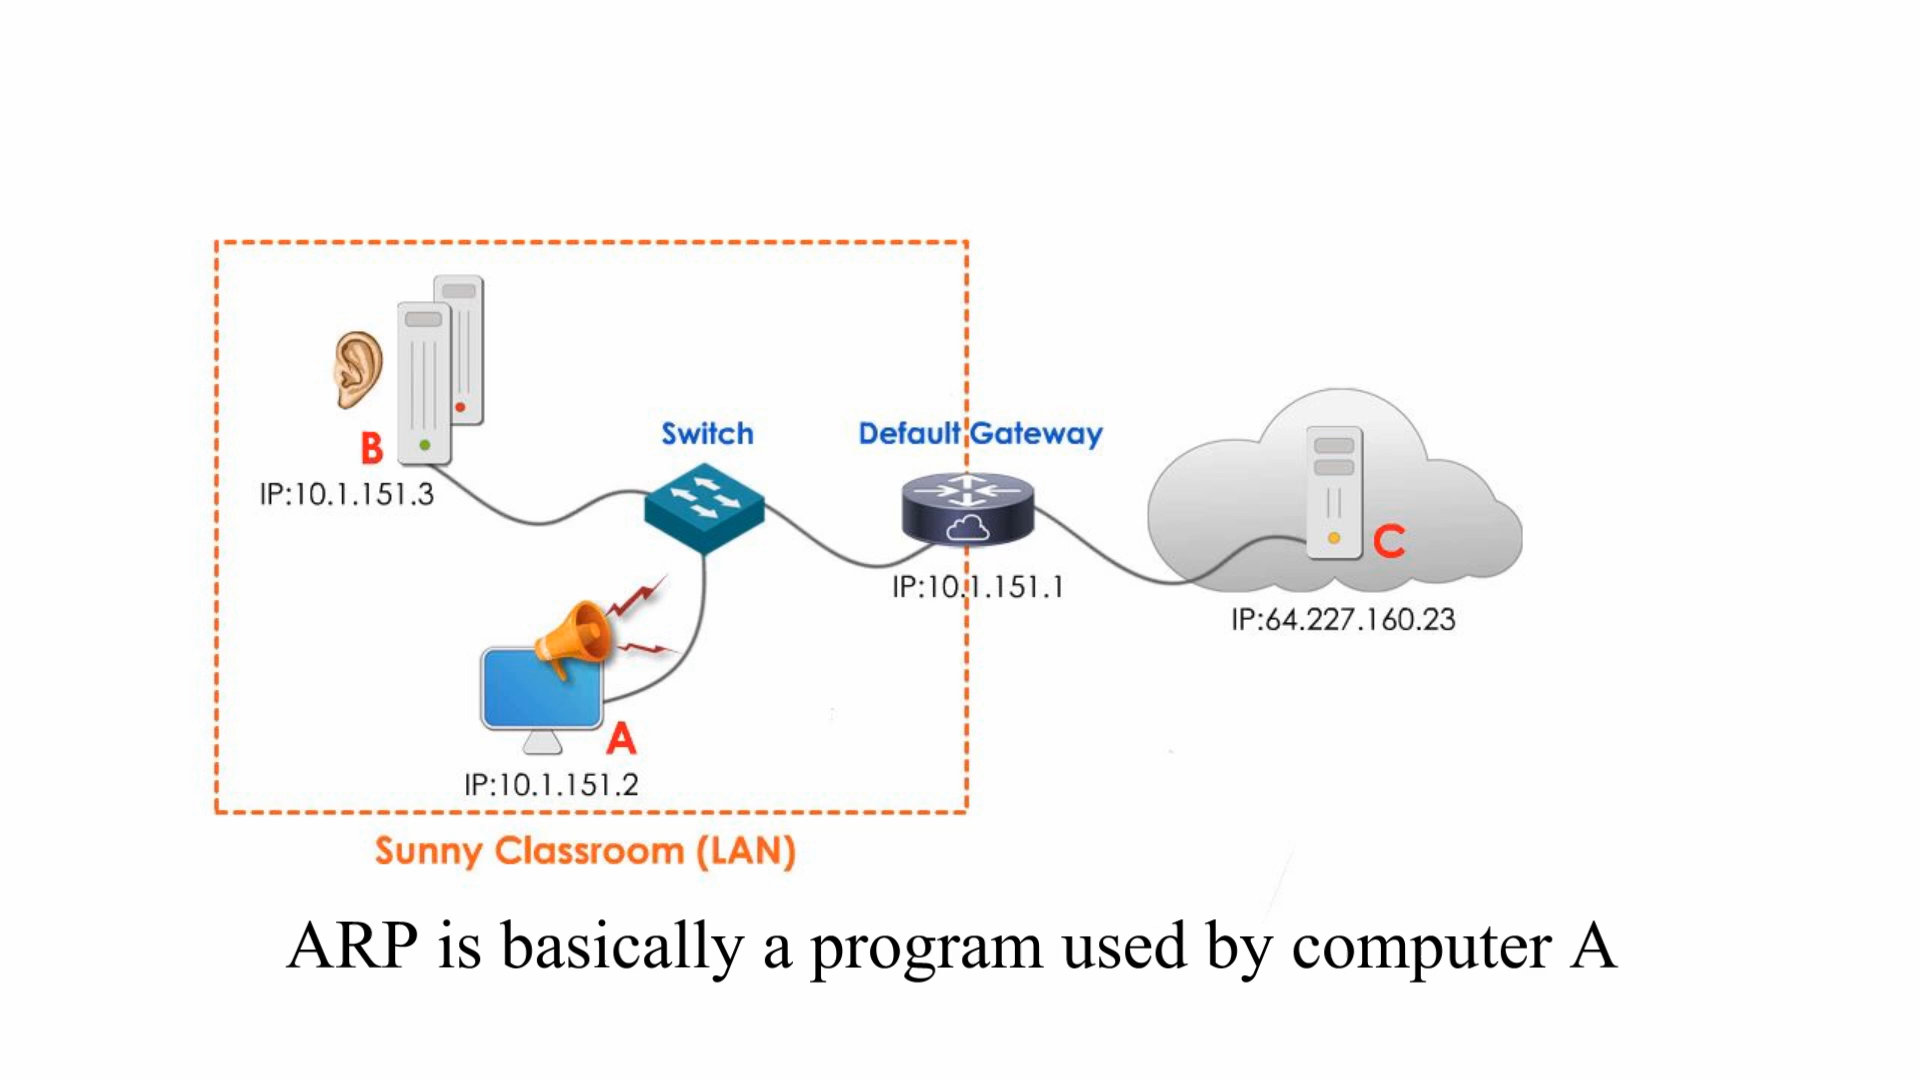 Switch
Default Gateway
B
IP:10.1.151.3
C
IP:10.1.151.1
IP:64.227.160.23
A
IP:10.1.151.2
Sunny Classroom (LAN)
ARP is basically a program used by computer A